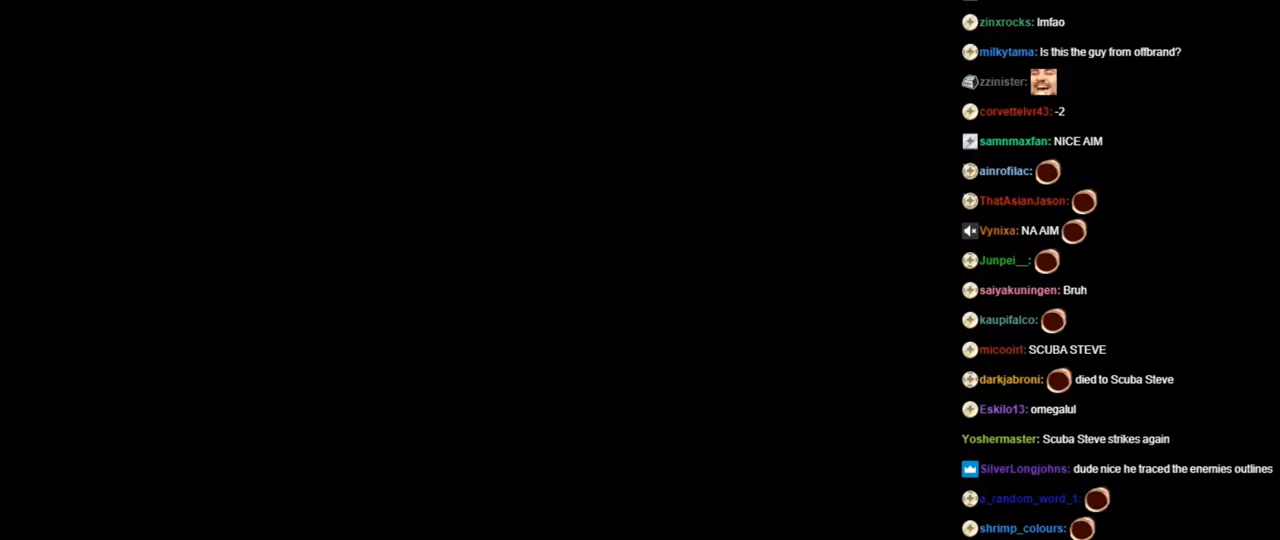 zinxrocks: lmfao
milkytama: Is this the guy from offbrand?
zzinister:
corvettelvr43: -2
samnmaxfan: NICE AIM
ainrofilac:
ThatAsianJason:
Vynixa: NA AIM
Junpei__:
saiyakuningen: Bruh
kaupifalco:
micooirl: SCUBA STEVE
darkjabroni: died to Scuba Steve
Eskilo13: omegalul
Yoshermaster: Scuba Steve strikes again
SilverLongjohns: dude nice he traced the enemies outlines
a_random_word_1:
shrimp_colours: